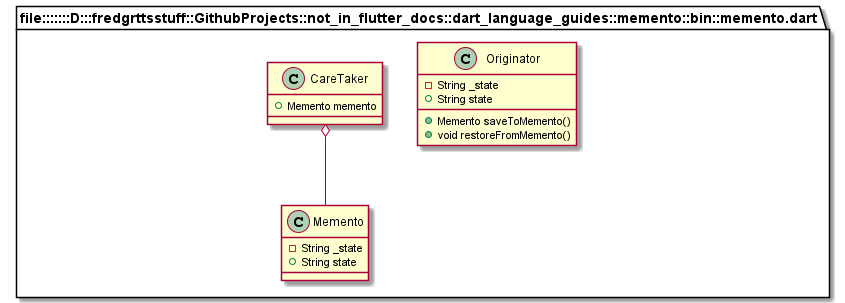 file:::::::D:::fredgrttsstuff::GithubProjects::not_in_flutter_docs::dart_language_guides::memento::bin::memento.dart
C CareTaker
Memento memento
C Originator
String _state
String state
Memento saveToMemento()
void restoreFromMemento()
C Memento
String _state
String state